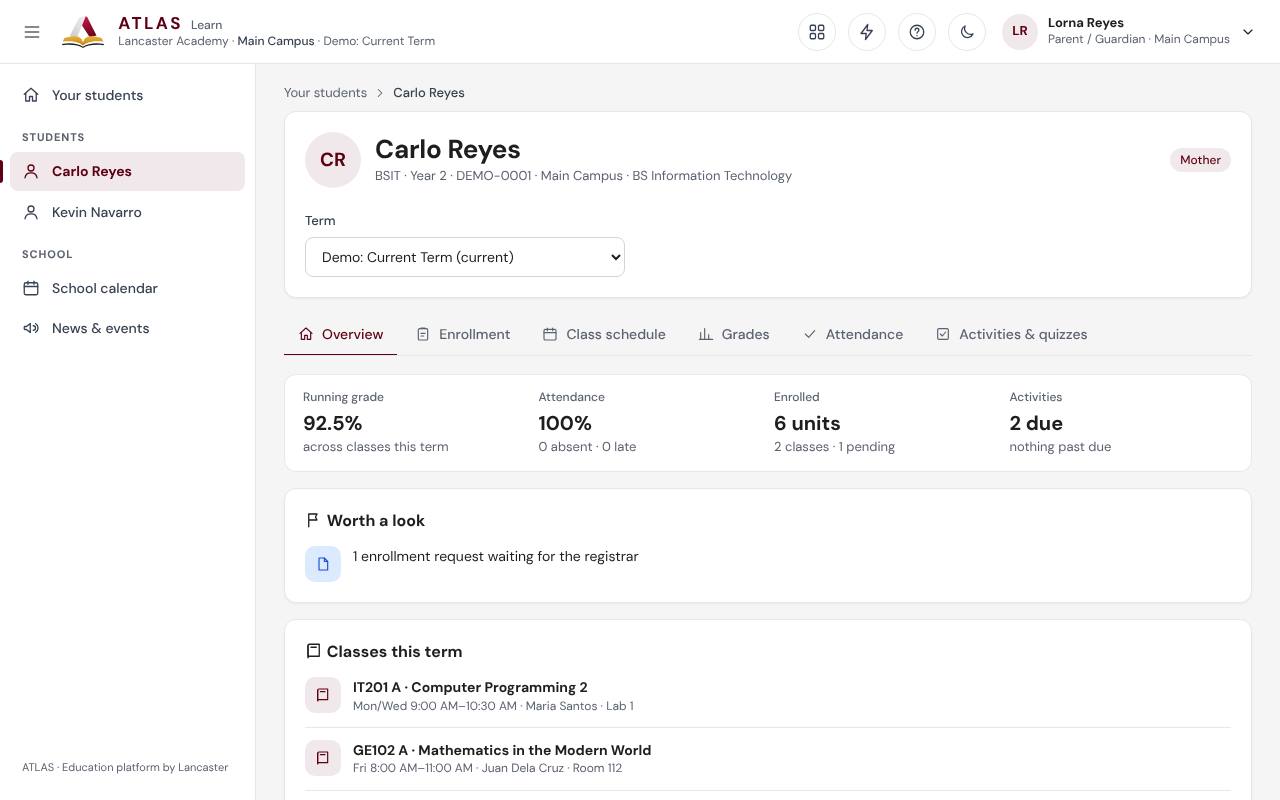 ATLAS Learn
Lancaster Academy · Main Campus · Demo: Current Term
LR
Lorna Reyes
Parent / Guardian · Main Campus
Your students
STUDENTS
Carlo Reyes
Kevin Navarro
SCHOOL
School calendar
News & events
ATLAS · Education platform by Lancaster
Your students > Carlo Reyes
CR
Carlo Reyes
BSIT · Year 2 · DEMO-0001 · Main Campus · BS Information Technology
Mother
Term
Demo: Current Term (current)
Overview
Enrollment
Class schedule
Grades
Attendance
Activities & quizzes
Running grade
92.5%
across classes this term
Attendance
100%
0 absent · 0 late
Enrolled
6 units
2 classes · 1 pending
Activities
2 due
nothing past due
Worth a look
1 enrollment request waiting for the registrar
Classes this term
IT201 A · Computer Programming 2
Mon/Wed 9:00 AM–10:30 AM · Maria Santos · Lab 1
GE102 A · Mathematics in the Modern World
Fri 8:00 AM–11:00 AM · Juan Dela Cruz · Room 112